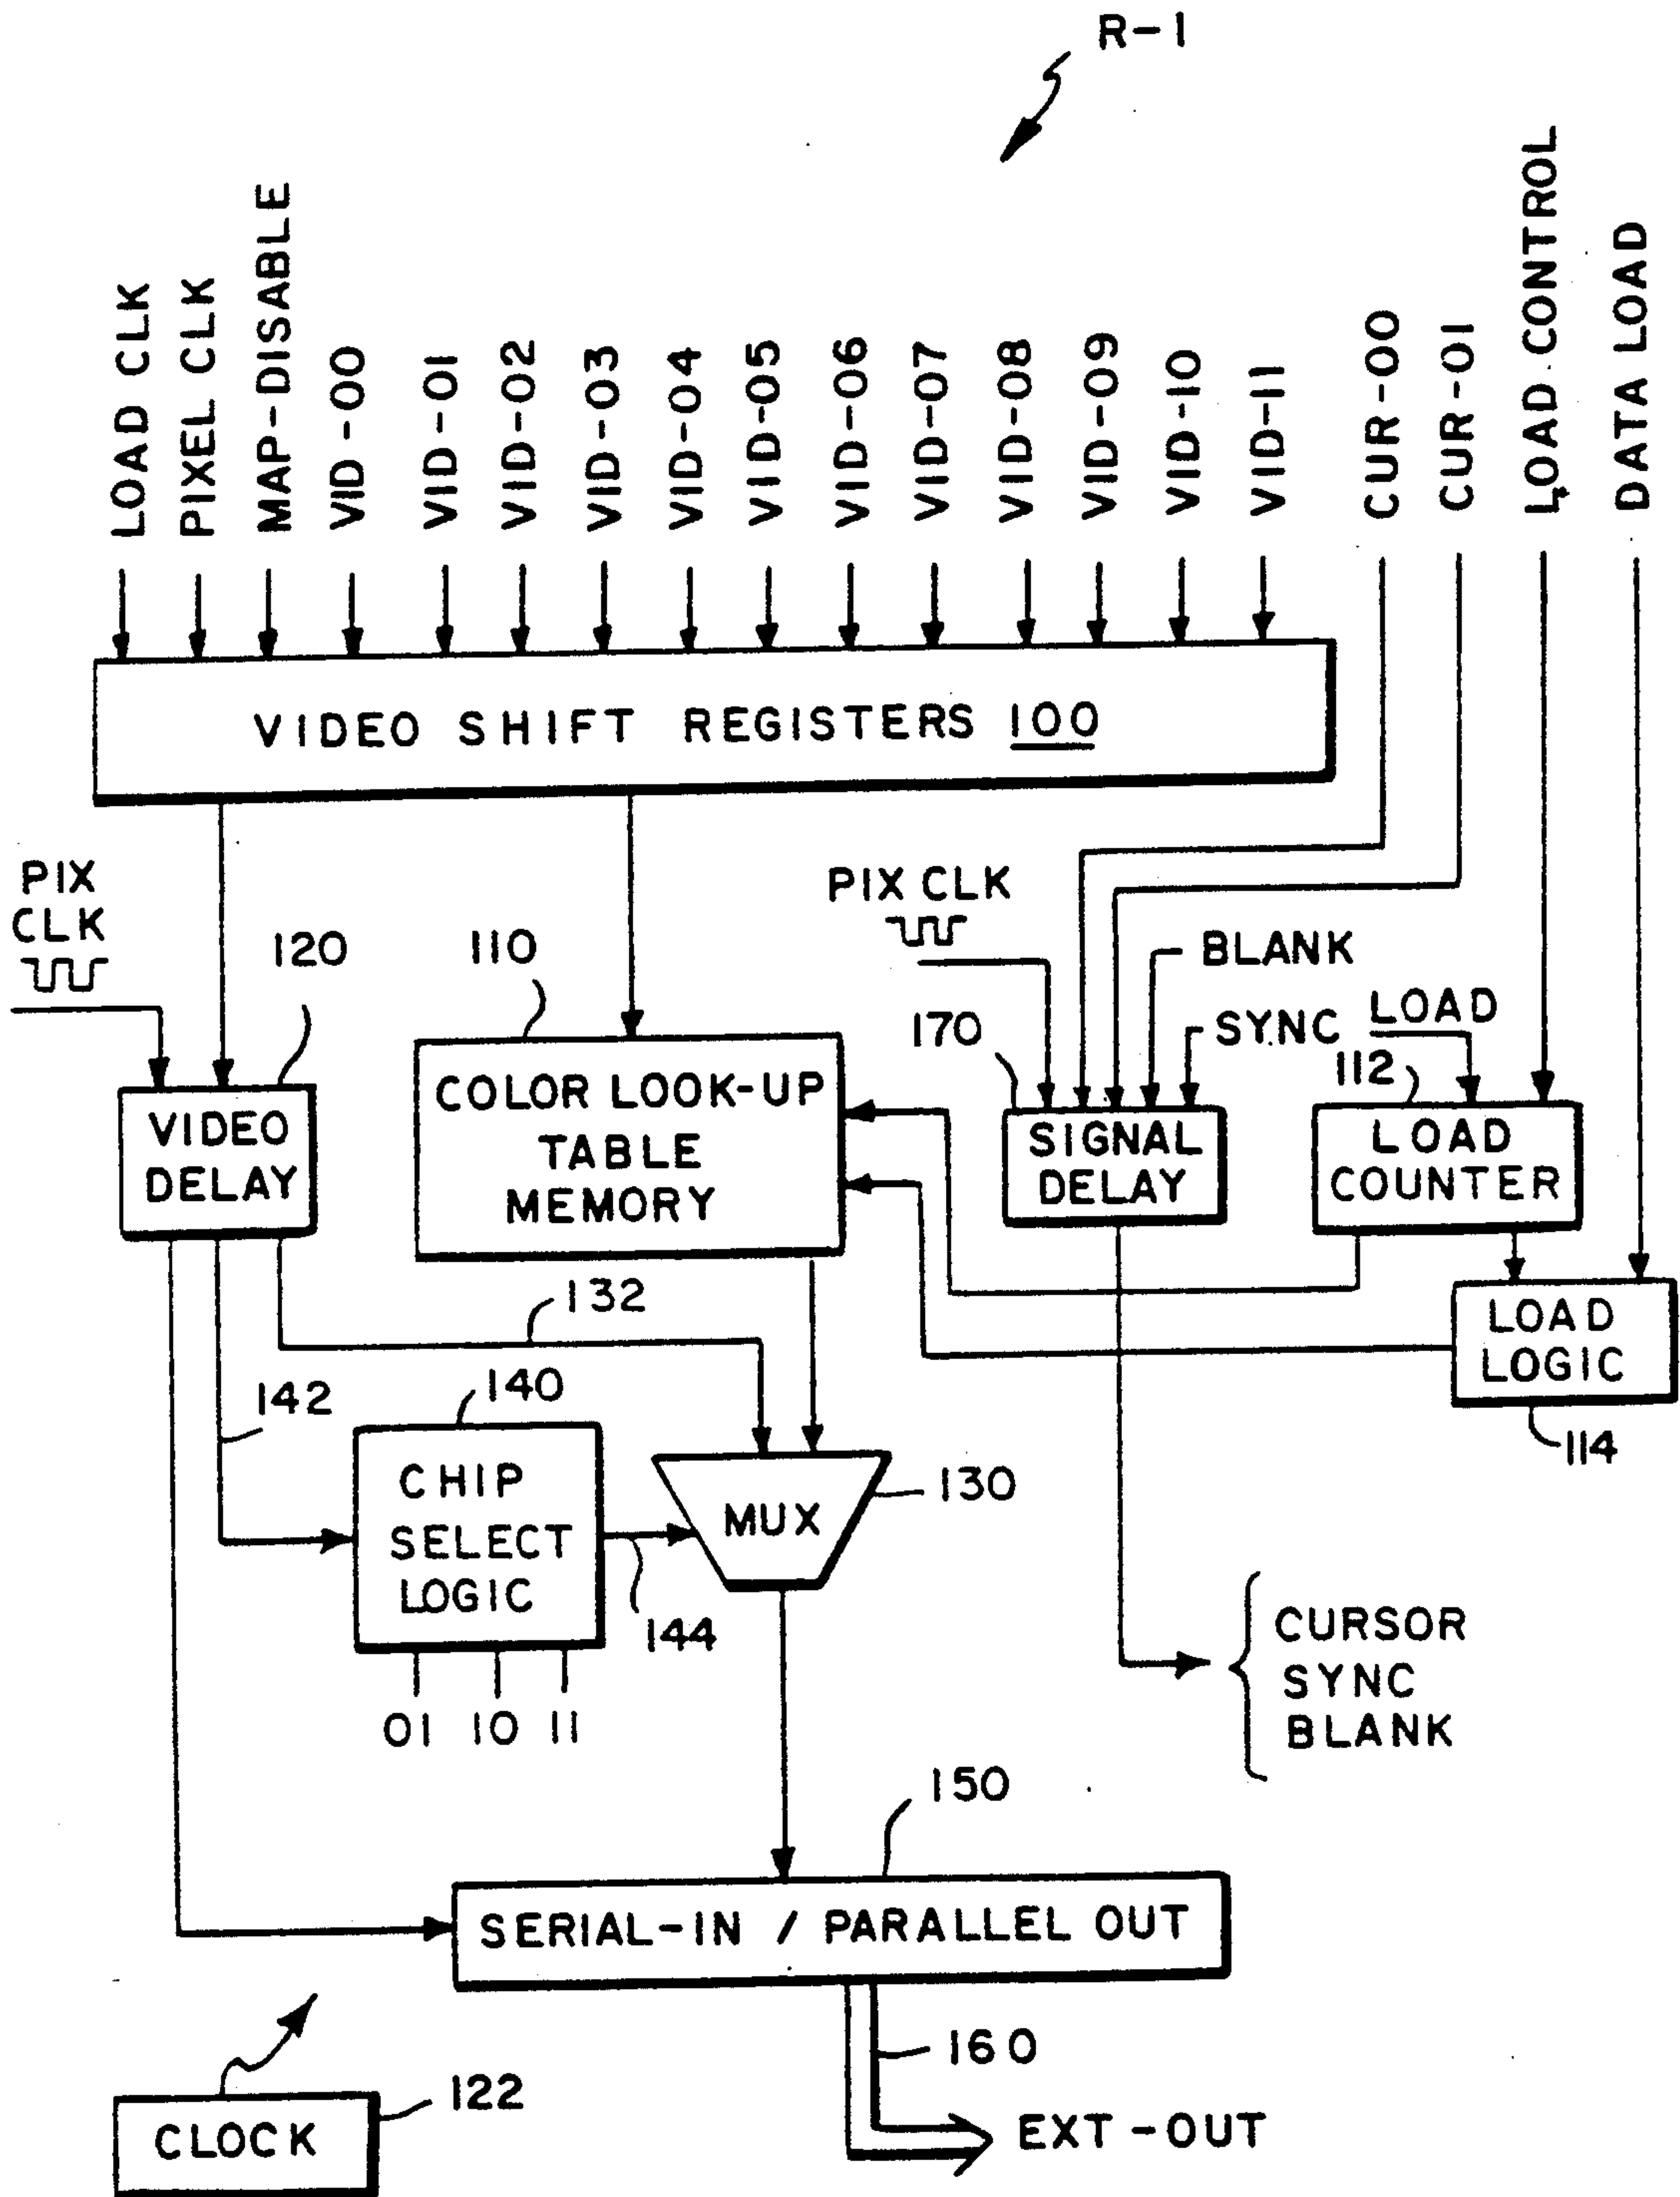 R-1
LOAD CLK
PIXEL CLK
MAP-DISABLE
VID-00
VID-01
VID-02
VID-03
VID-04
VID-05
VID-06
VID-07
VID-08
VID-09
VID-10
VID-11
CUR-00
CUR-01
LOAD CONTROL
DATA LOAD
VIDEO SHIFT REGISTERS 100
PIX
CLK
120
110
PIX CLK
BLANK
170
SYNC
LOAD
112
VIDEO
DELAY
COLOR LOOK-UP
TABLE
MEMORY
SIGNAL
DELAY
LOAD
COUNTER
132
LOAD
LOGIC
114
142
140
CHIP
SELECT
LOGIC
MUX
130
144
01 10 11
CURSOR
SYNC
BLANK
150
SERIAL-IN / PARALLEL OUT
160
EXT-OUT
122
CLOCK